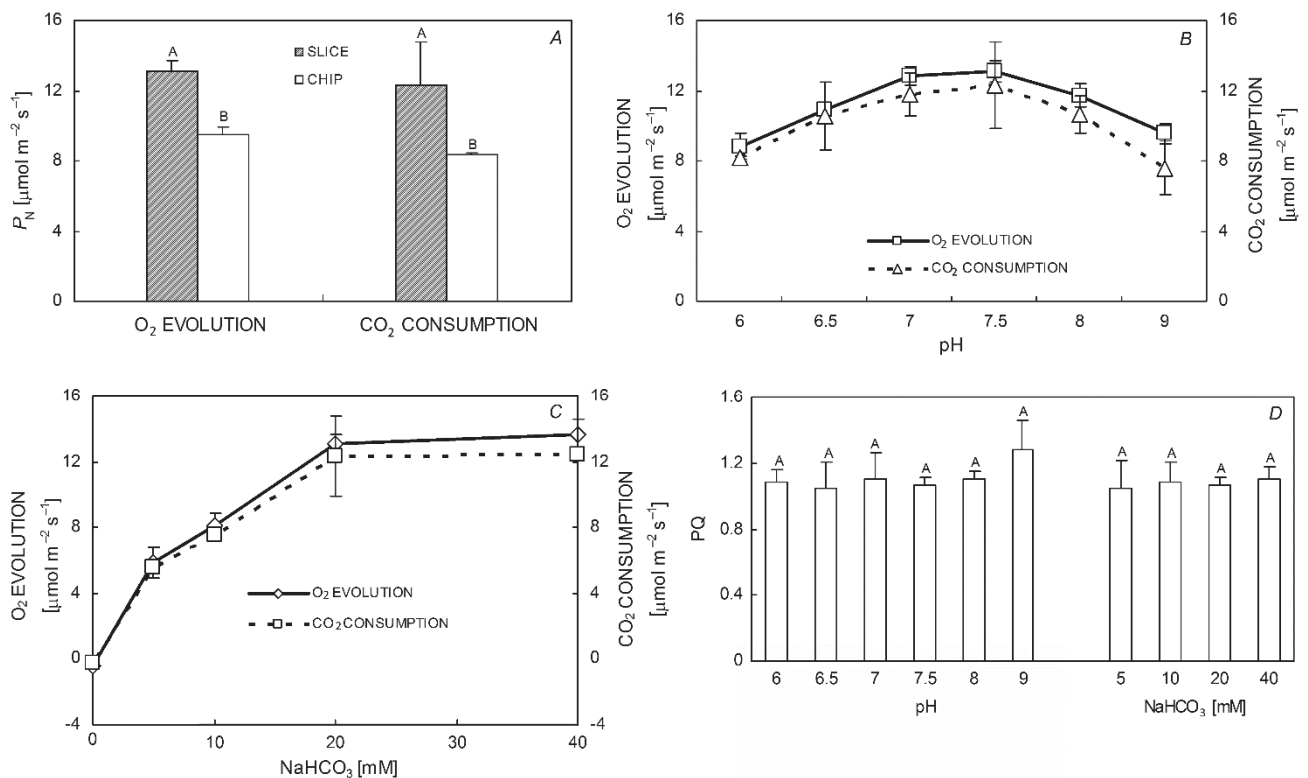 A
16
12
8
4
0
P_N [µmol m⁻² s⁻¹]
A
B
A
B
SLICE
CHIP
O₂ EVOLUTION
CO₂ CONSUMPTION
B
16
12
8
4
0
O₂ EVOLUTION
[µmol m⁻² s⁻¹]
16
12
8
4
0
CO₂ CONSUMPTION
[µmol m⁻² s⁻¹]
O₂ EVOLUTION
CO₂ CONSUMPTION
6 6.5 7 7.5 8 9
pH
C
16
12
8
4
0
-4
O₂ EVOLUTION
[µmol m⁻² s⁻¹]
16
12
8
4
0
-4
CO₂ CONSUMPTION
[µmol m⁻² s⁻¹]
O₂ EVOLUTION
CO₂ CONSUMPTION
0 10 20 30 40
NaHCO₃ [mM]
D
1.6
1.2
0.8
0.4
0
PQ
A A A A A A A A A A
6 6.5 7 7.5 8 9 5 10 20 40
pH NaHCO₃ [mM]